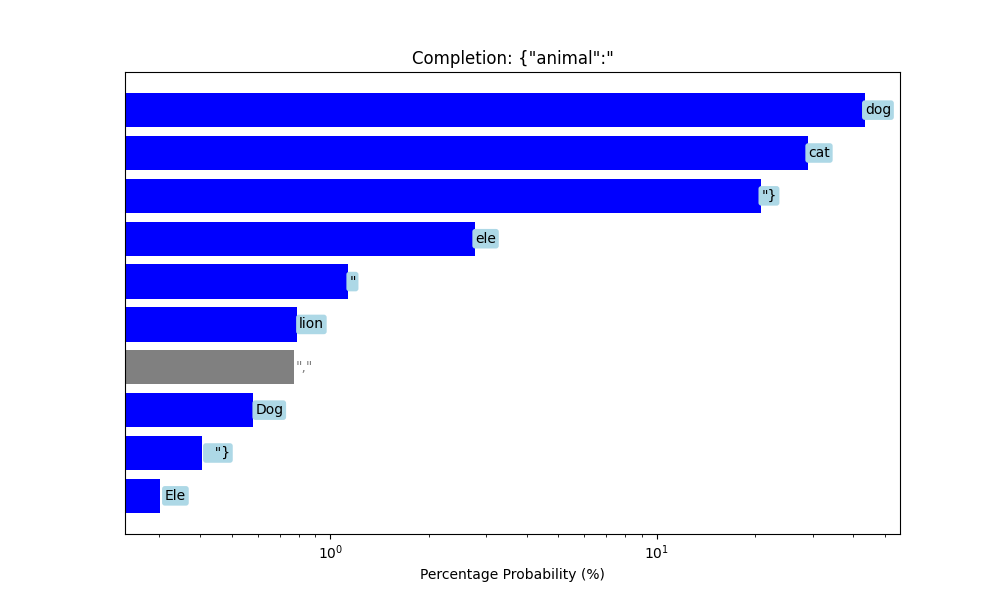 Completion: {"animal":"
dog
cat
"}
ele
"
lion
","
Dog
 "}
Ele
10⁰
10¹
Percentage Probability (%)